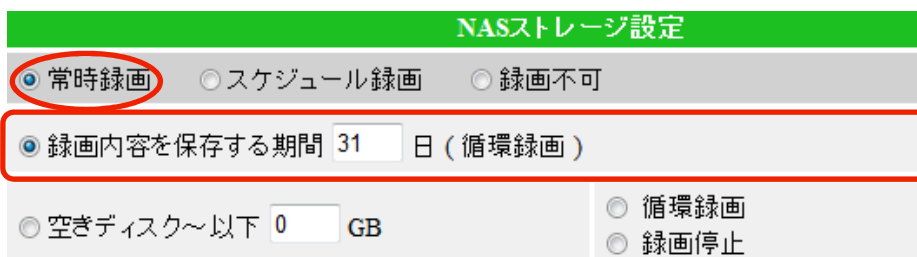 NASストレージ設定
常時録画 スケジュール録画 録画不可
録画内容を保存する期間 31 日 ( 循環録画 )
空きディスク～以下 0 GB
循環録画
録画停止